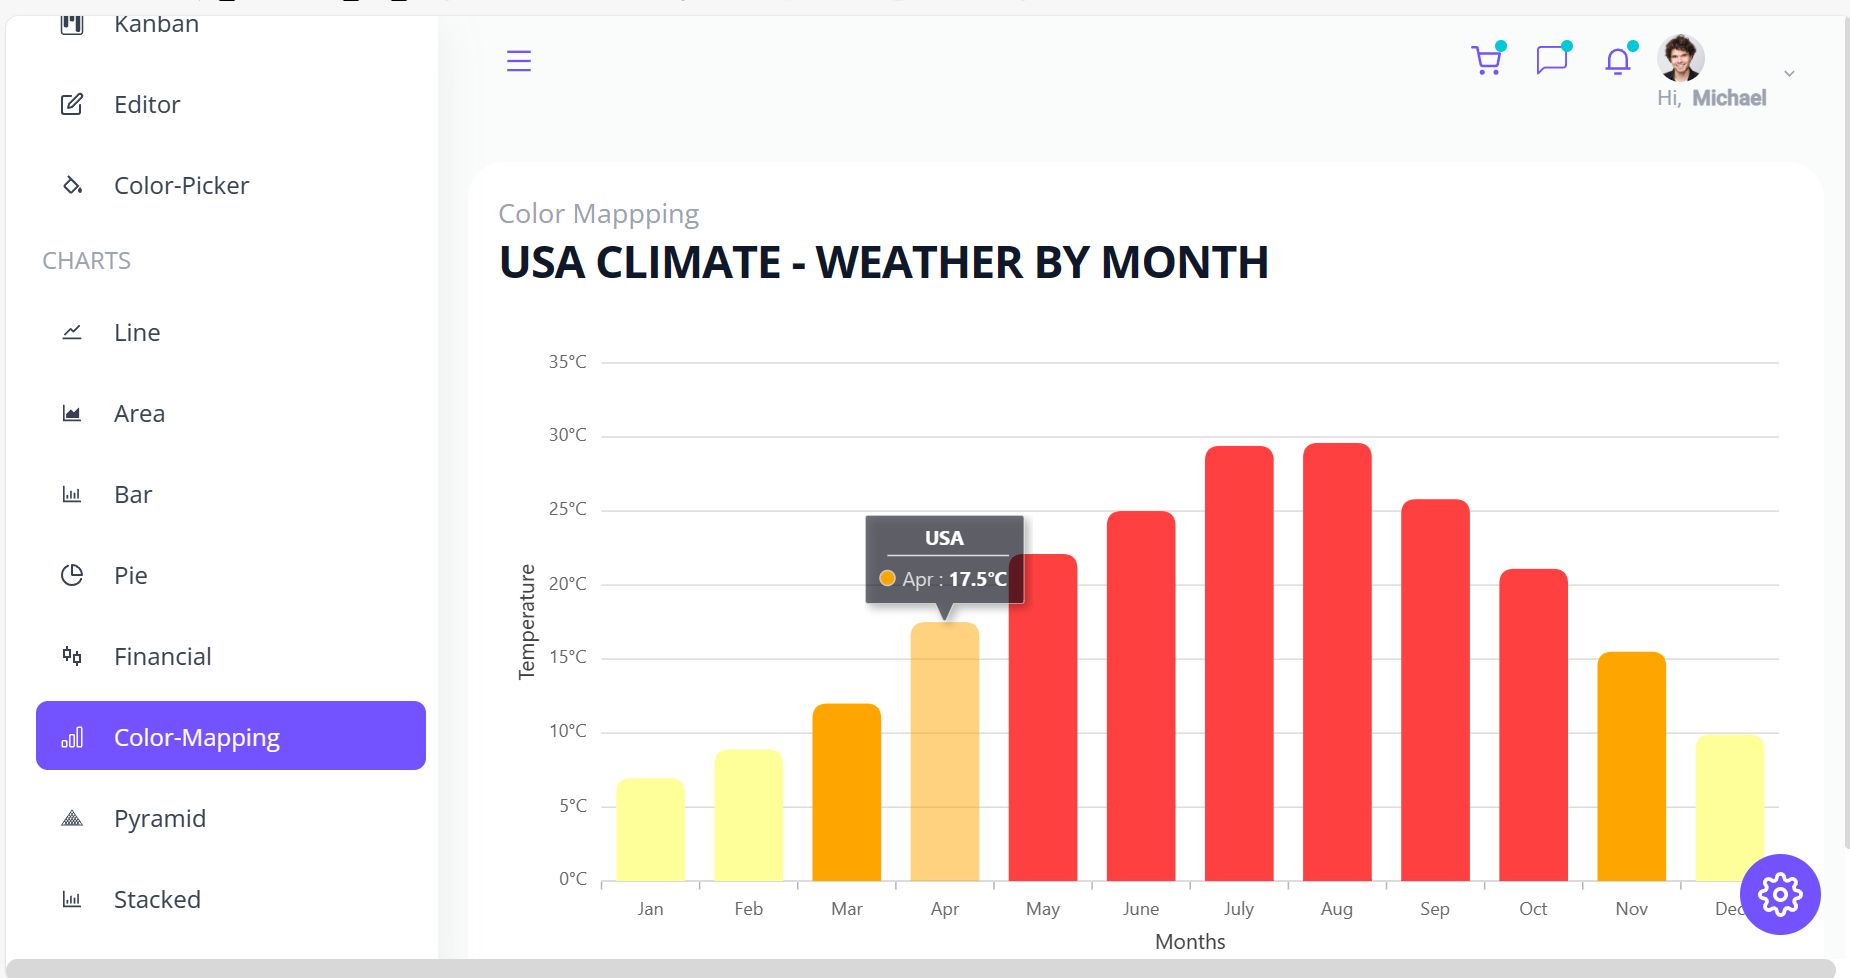 Kanban
Editor
Color-Picker
CHARTS
Line
Area
Bar
Pie
Financial
Color-Mapping
Pyramid
Stacked
Hi, Michael
Color Mappping
USA CLIMATE - WEATHER BY MONTH
35°C
30°C
25°C
20°C
15°C
10°C
5°C
0°C
Temperature
USA
Apr : 17.5°C
Jan Feb Mar Apr May June July Aug Sep Oct Nov Dec
Months